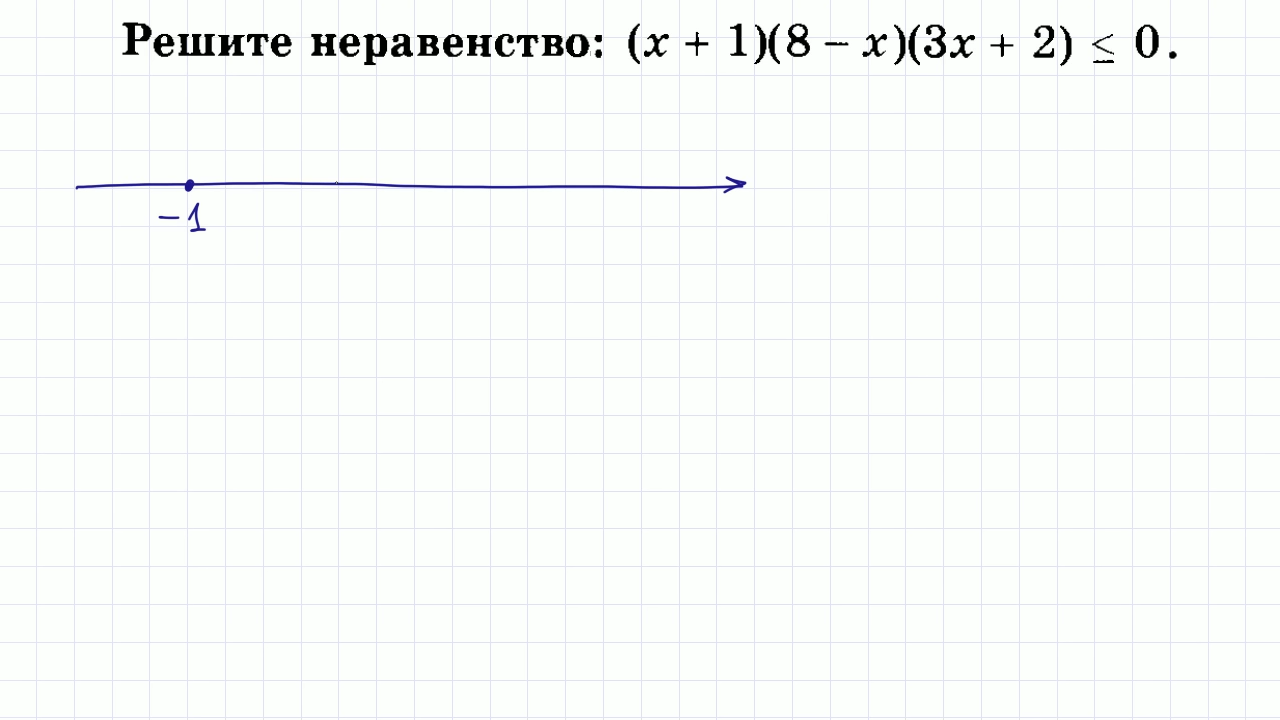 Решите неравенство: (x + 1)(8 – x)(3x + 2) ≤ 0.
–1